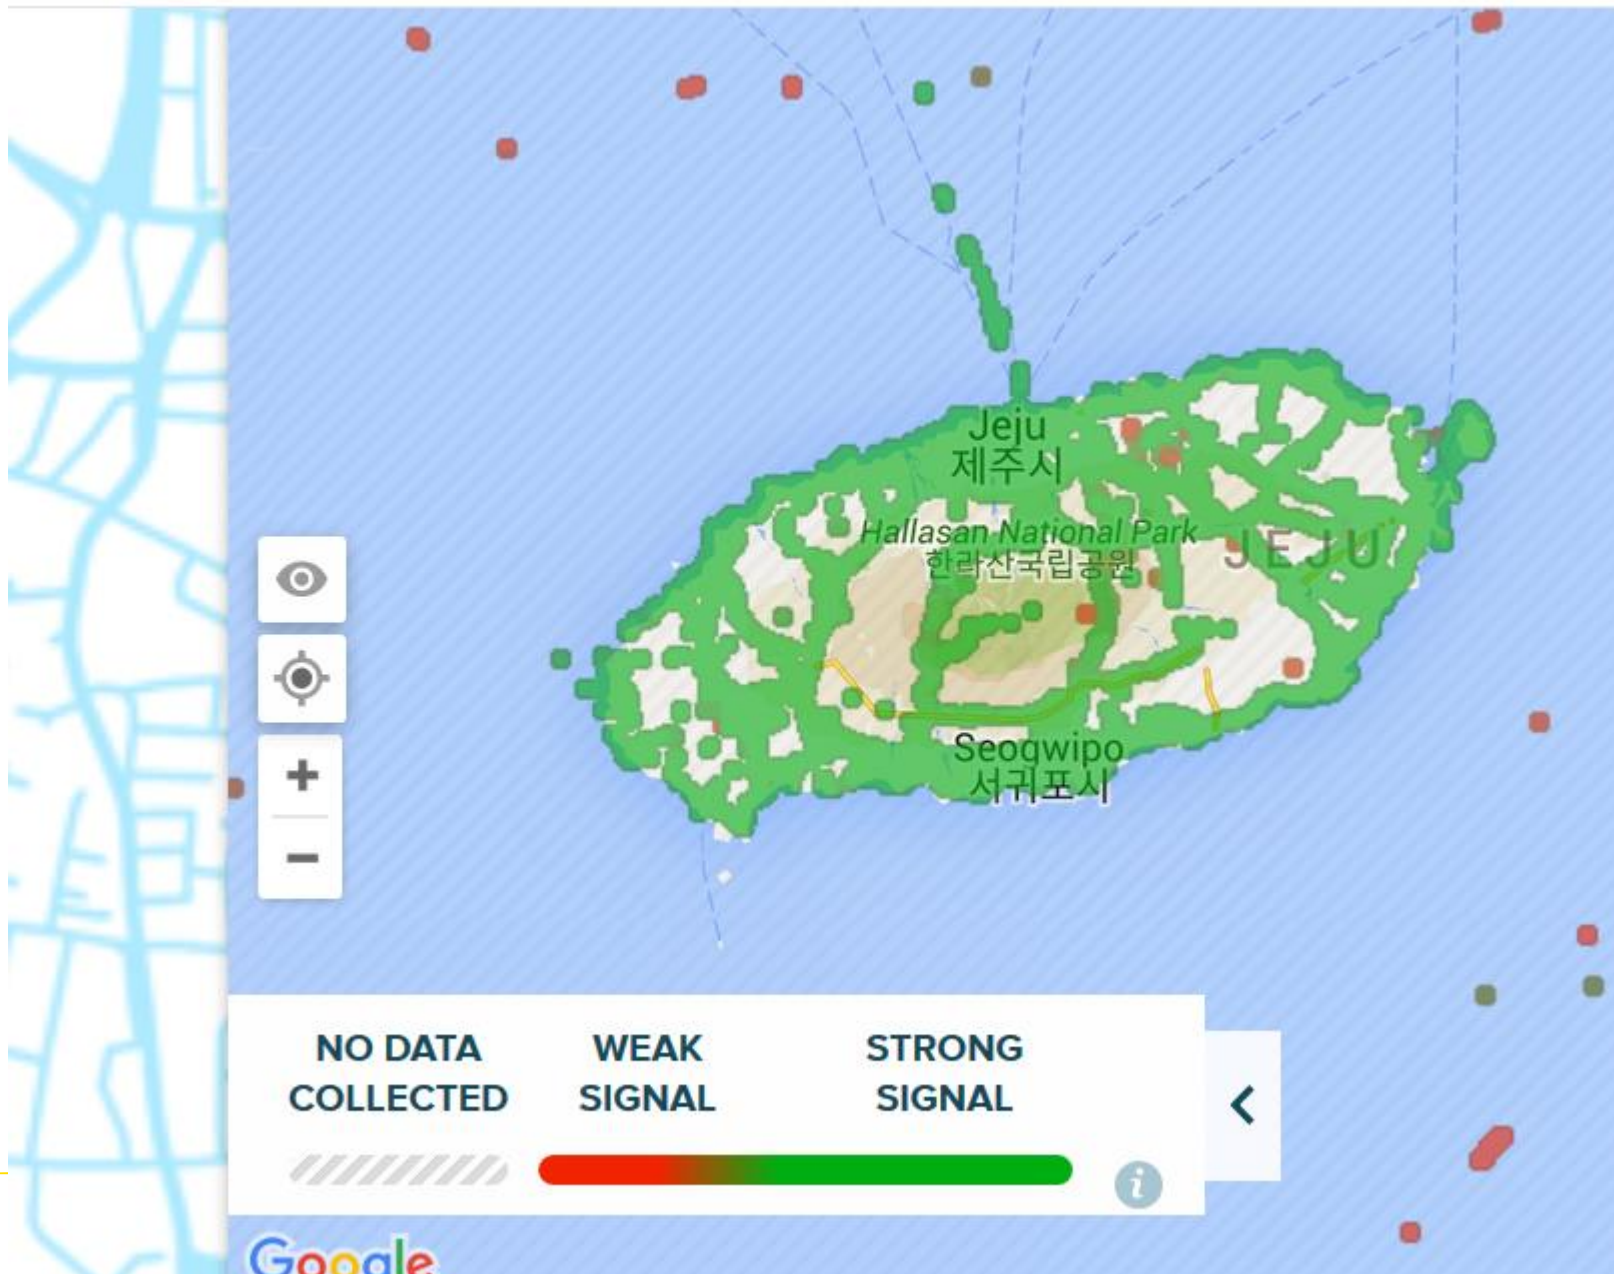 Jeju
제주시
Hallasan National Park
한라산국립공원
JEJU
Seogwipo
서귀포시
NO DATA
COLLECTED
WEAK
SIGNAL
STRONG
SIGNAL
i
Google